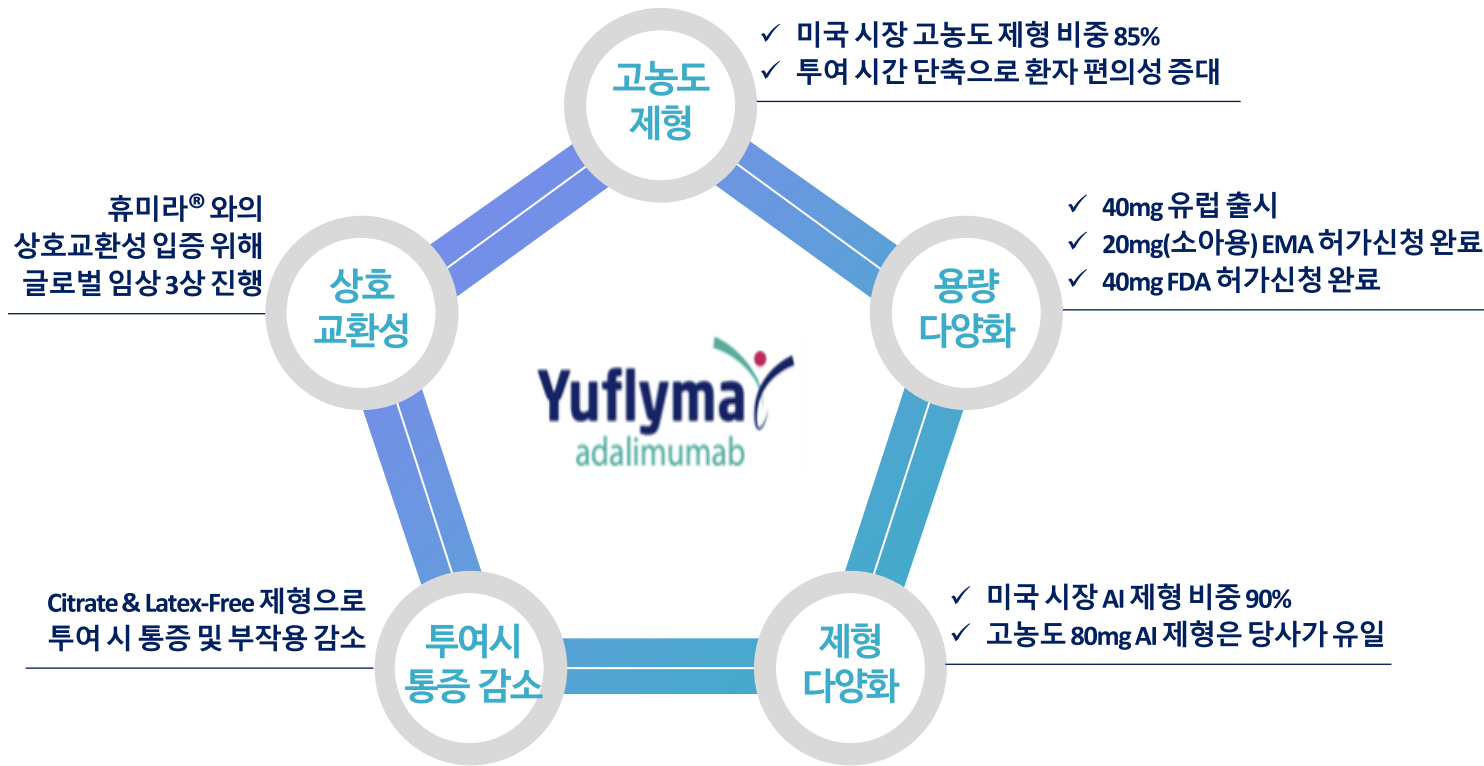 고농도
제형
✓ 미국 시장 고농도 제형 비중 85%
✓ 투여 시간 단축으로 환자 편의성 증대
용량
다양화
✓ 40mg 유럽 출시
✓ 20mg(소아용) EMA 허가신청 완료
✓ 40mg FDA 허가신청 완료
제형
다양화
✓ 미국 시장 AI 제형 비중 90%
✓ 고농도 80mg AI 제형은 당사가 유일
투여시
통증 감소
Citrate & Latex-Free 제형으로
투여 시 통증 및 부작용 감소
상호
교환성
휴미라® 와의
상호교환성 입증 위해
글로벌 임상 3상 진행
Yuflyma
adalimumab